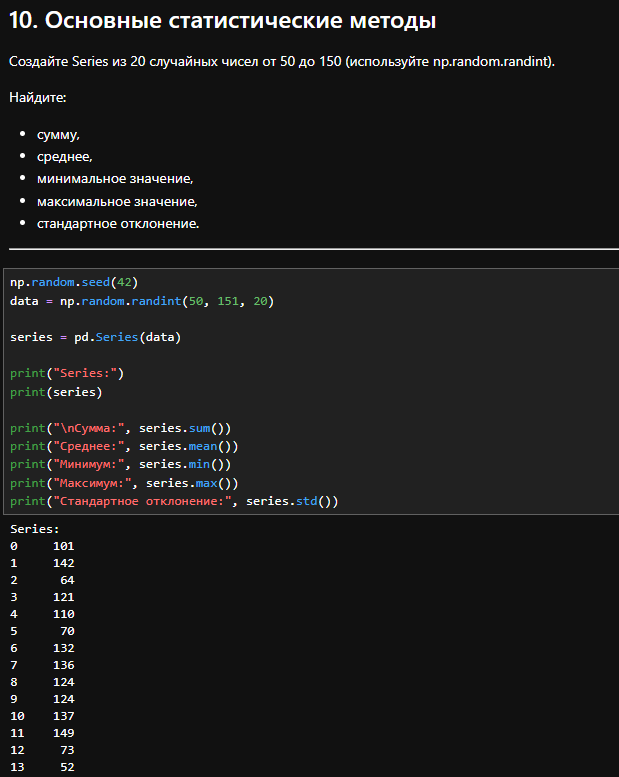 10. Основные статистические методы
Создайте Series из 20 случайных чисел от 50 до 150 (используйте np.random.randint).
Найдите:
• сумму,
• среднее,
• минимальное значение,
• максимальное значение,
• стандартное отклонение.
np.random.seed(42)
data = np.random.randint(50, 151, 20)
series = pd.Series(data)
print("Series:")
print(series)
print("\nСумма:", series.sum())
print("Среднее:", series.mean())
print("Минимум:", series.min())
print("Максимум:", series.max())
print("Стандартное отклонение:", series.std())
Series:
0     101
1     142
2      64
3     121
4     110
5      70
6     132
7     136
8     124
9     124
10    137
11    149
12     73
13     52